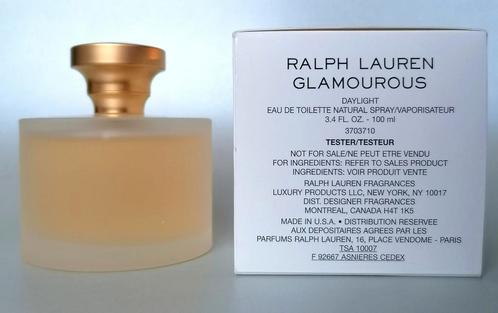 RALPH LAUREN
GLAMOUROUS
DAYLIGHT
EAU DE TOILETTE NATURAL SPRAY/VAPORISATEUR
3.4 FL. OZ. - 100 ml
3703710
TESTER/TESTEUR
NOT FOR SALE/NE PEUT ETRE VENDU
FOR INGREDIENTS: REFER TO SALES PRODUCT
INGREDIENTS: VOIR PRODUIT VENTE
RALPH LAUREN FRAGRANCES
LUXURY PRODUCTS LLC, NEW YORK, NY 10017
DIST. DESIGNER FRAGRANCES
MONTREAL, CANADA H4T 1K5
MADE IN U.S.A. • DISTRIBUTION RESERVEE
AUX DEPOSITAIRES AGREES PAR LES
PARFUMS RALPH LAUREN, 16, PLACE VENDOME - PARIS
TSA 10007
F 92667 ASNIERES CEDEX